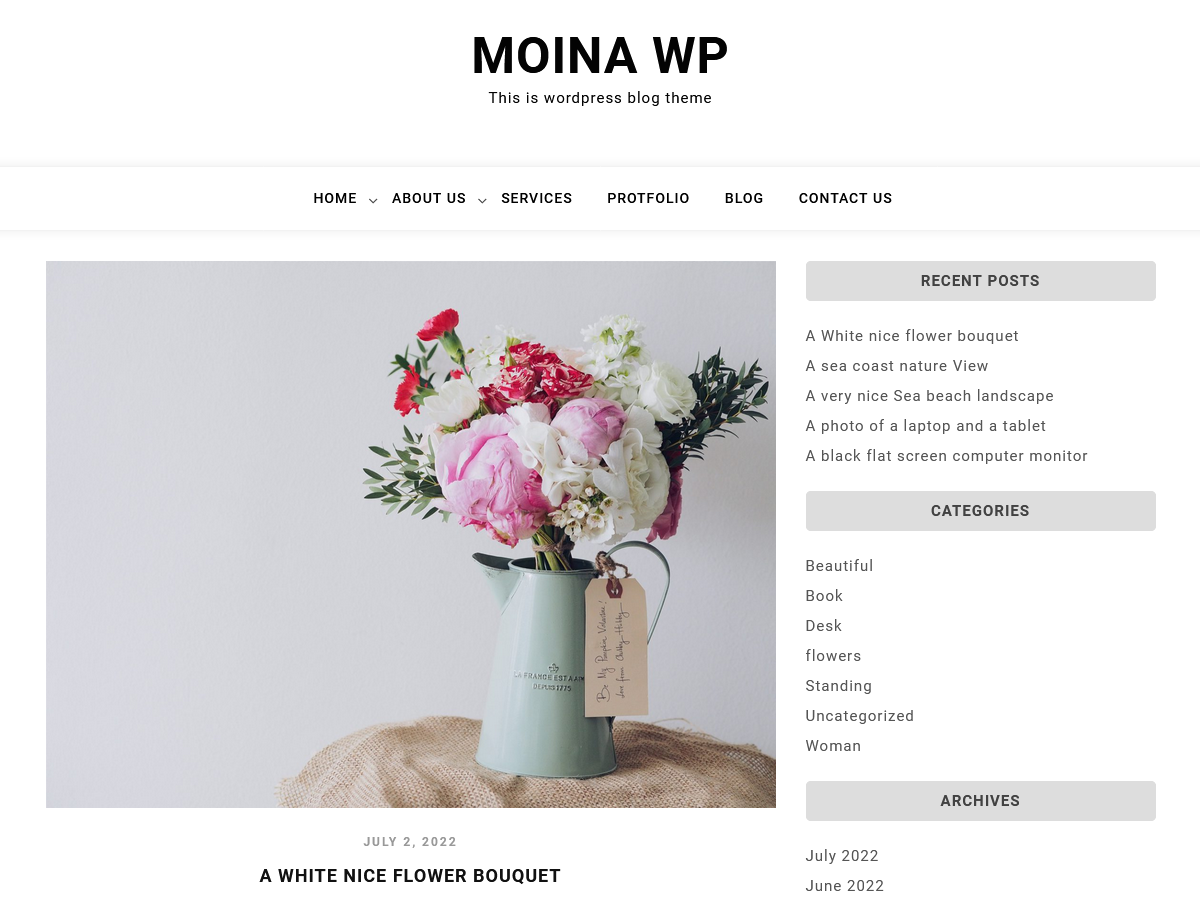 MOINA WP
This is wordpress blog theme
HOME ABOUT US SERVICES PROTFOLIO BLOG CONTACT US
LA FRANCE EST A AIM
DEPUIS 1775
Be My Pumpkin Valentine!
love from Chubby Hubby
JULY 2, 2022
A WHITE NICE FLOWER BOUQUET
RECENT POSTS
A White nice flower bouquet
A sea coast nature View
A very nice Sea beach landscape
A photo of a laptop and a tablet
A black flat screen computer monitor
CATEGORIES
Beautiful
Book
Desk
flowers
Standing
Uncategorized
Woman
ARCHIVES
July 2022
June 2022